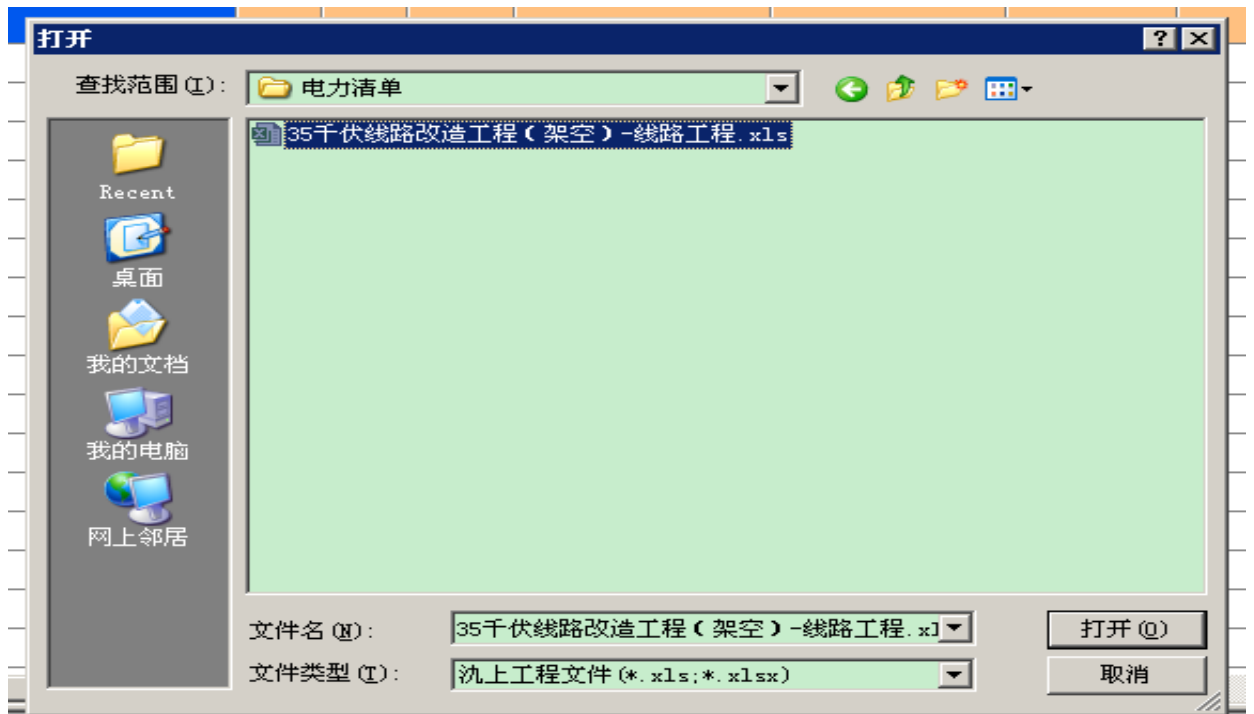 打开
查找范围(I):
电力清单
35千伏线路改造工程(架空)-线路工程.xls
Recent
桌面
我的文档
我的电脑
网上邻居
文件名(N):
35千伏线路改造工程(架空)-线路工程.xl
打开(O)
文件类型(T):
氿上工程文件(*.xls;*.xlsx)
取消